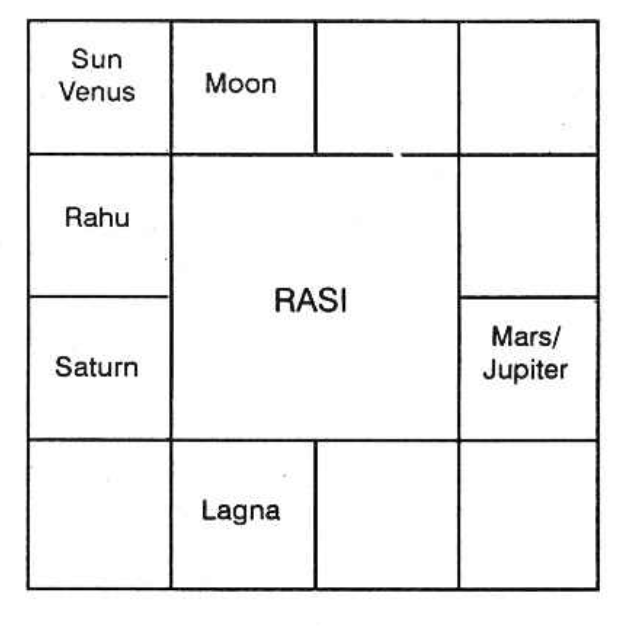 Sun
Venus
Moon
Rahu
RASI
Saturn
Mars/
Jupiter
Lagna